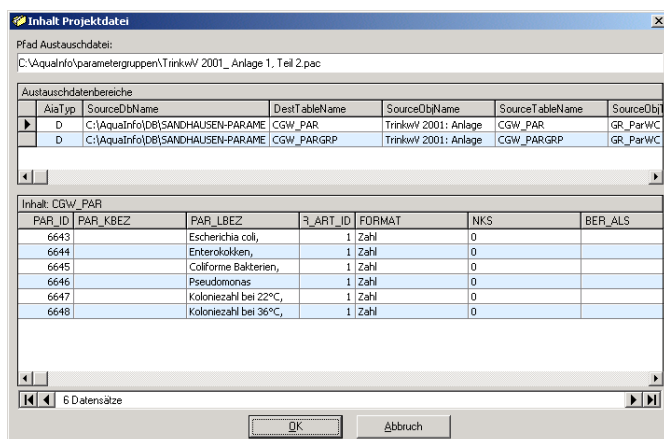 Inhalt Projektdatei
Pfad Austauschdatei:
C:\AquaInfo\parametergruppen\TrinkwV 2001_ Anlage 1, Teil 2.pac
Austauschdatenbereiche
AiaTyp SourceDbName DestTableName SourceObjName SourceTableName SourceObjT
D C:\AquaInfo\DB\SANDHAUSEN-PARAME CGW_PAR TrinkwV 2001: Anlage CGW_PAR GR_ParWC
D C:\AquaInfo\DB\SANDHAUSEN-PARAME CGW_PARGRP TrinkwV 2001: Anlage CGW_PARGRP GR_ParWC
Inhalt: CGW_PAR
PAR_ID PAR_KBEZ PAR_LBEZ R_ART_ID FORMAT NKS BER_ALS
6643 Escherichia coli, 1 Zahl 0
6644 Enterokokken, 1 Zahl 0
6645 Coliforme Bakterien, 1 Zahl 0
6646 Pseudomonas 1 Zahl 0
6647 Koloniezahl bei 22°C, 1 Zahl 0
6648 Koloniezahl bei 36°C, 1 Zahl 0
6 Datensätze
OK Abbruch